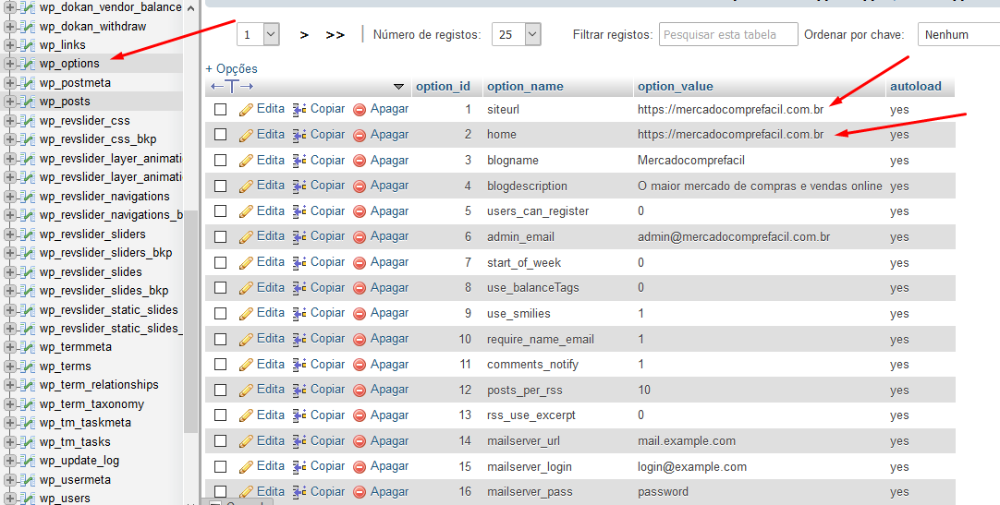 wp_dokan_vendor_balance
wp_dokan_withdraw
wp_links
wp_options
wp_postmeta
wp_posts
wp_revslider_css
wp_revslider_css_bkp
wp_revslider_layer_animati
wp_revslider_layer_animati
wp_revslider_navigations
wp_revslider_navigations_b
wp_revslider_sliders
wp_revslider_sliders_bkp
wp_revslider_slides
wp_revslider_slides_bkp
wp_revslider_static_slides
wp_revslider_static_slides_
wp_termmeta
wp_terms
wp_term_relationships
wp_term_taxonomy
wp_tm_taskmeta
wp_tm_tasks
wp_update_log
wp_usermeta
wp_users
1 > >> | Número de registos: 25 Filtrar registos: Pesquisar esta tabela Ordenar por chave: Nenhum
+ Opções
←T→ option_id option_name option_value autoload
Edita Copiar Apagar 1 siteurl https://mercadocomprefacil.com.br yes
Edita Copiar Apagar 2 home https://mercadocomprefacil.com.br yes
Edita Copiar Apagar 3 blogname Mercadocomprefacil yes
Edita Copiar Apagar 4 blogdescription O maior mercado de compras e vendas online yes
Edita Copiar Apagar 5 users_can_register 0 yes
Edita Copiar Apagar 6 admin_email admin@mercadocomprefacil.com.br yes
Edita Copiar Apagar 7 start_of_week 0 yes
Edita Copiar Apagar 8 use_balanceTags 0 yes
Edita Copiar Apagar 9 use_smilies 1 yes
Edita Copiar Apagar 10 require_name_email 1 yes
Edita Copiar Apagar 11 comments_notify 1 yes
Edita Copiar Apagar 12 posts_per_rss 10 yes
Edita Copiar Apagar 13 rss_use_excerpt 0 yes
Edita Copiar Apagar 14 mailserver_url mail.example.com yes
Edita Copiar Apagar 15 mailserver_login login@example.com yes
Edita Copiar Apagar 16 mailserver_pass password yes